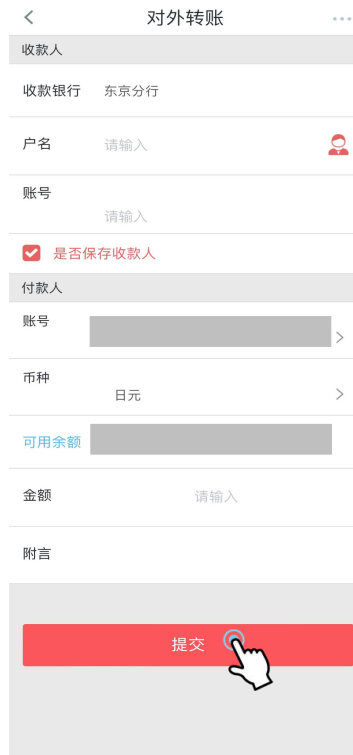 对外转账
收款人
收款银行 东京分行
户名 请输入
账号
请输入
是否保存收款人
付款人
账号
币种
日元
可用余额
金额 请输入
附言
提交